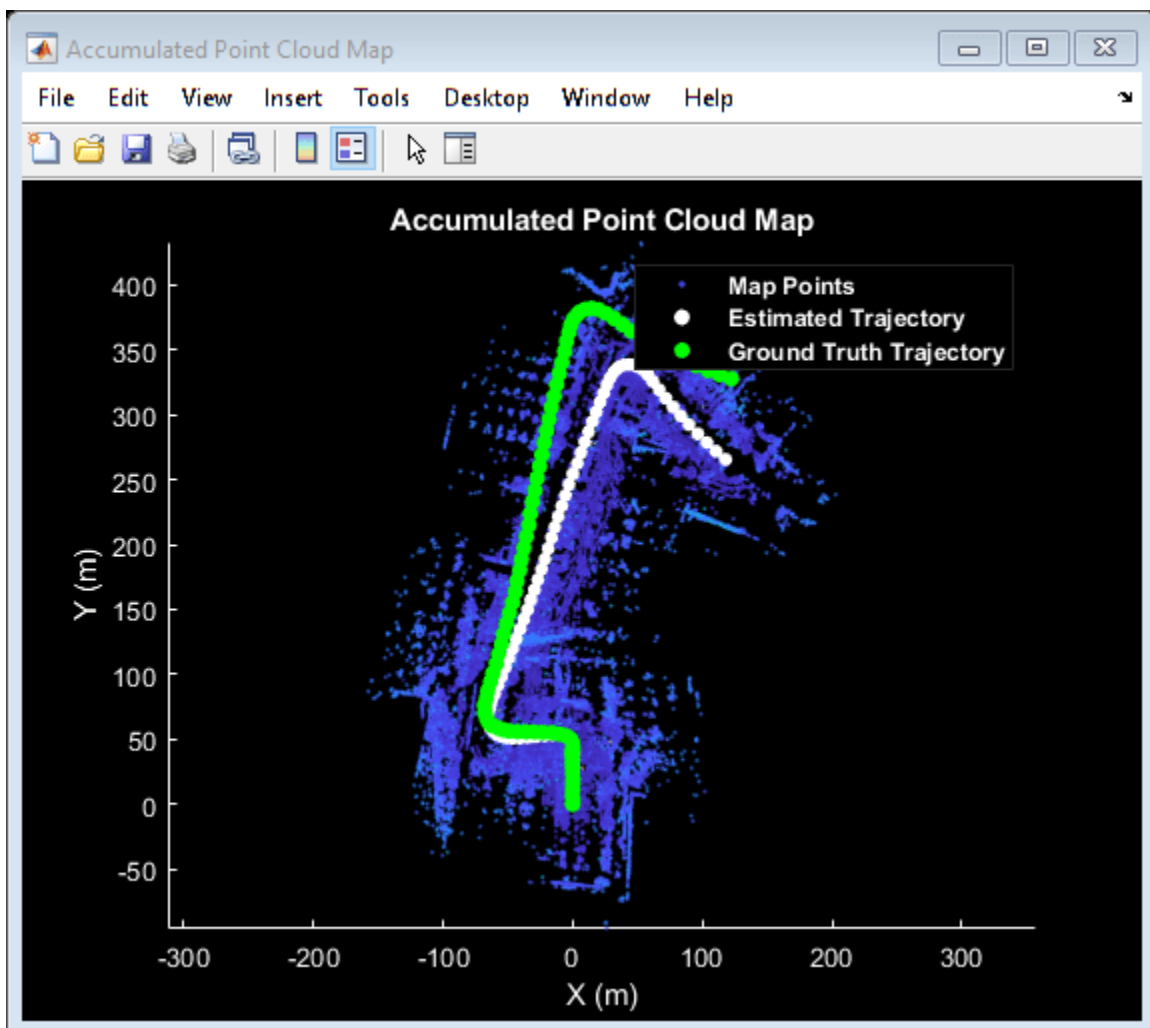 Accumulated Point Cloud Map
File Edit View Insert Tools Desktop Window Help
Accumulated Point Cloud Map
Map Points
Estimated Trajectory
Ground Truth Trajectory
400
350
300
250
200
150
100
50
0
-50
Y (m)
-300 -200 -100 0 100 200 300
X (m)